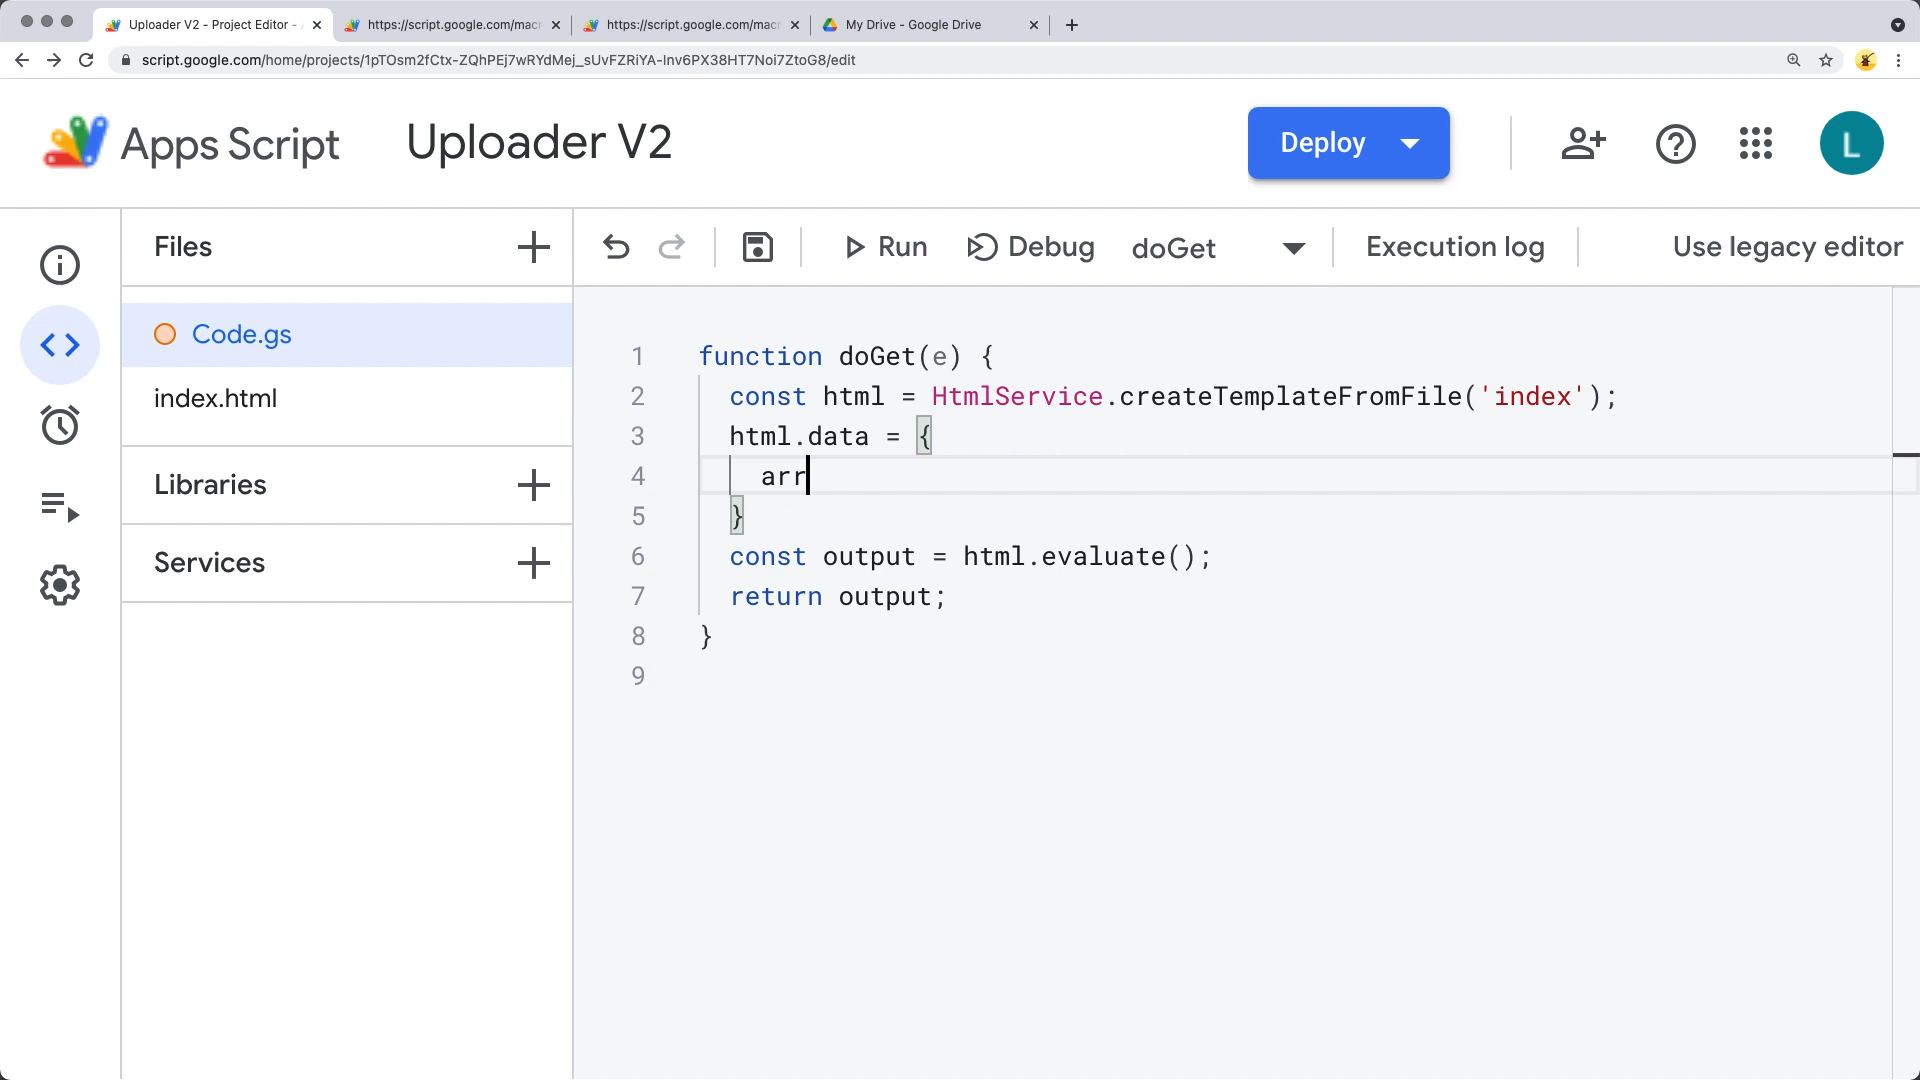 Uploader V2 - Project Editor -
https://script.google.com/macr
https://script.google.com/macr
My Drive - Google Drive
script.google.com/home/projects/1pTOsm2fCtx-ZQhPEj7wRYdMej_sUvFZRiYA-lnv6PX38HT7Noi7ZtoG8/edit
Apps Script
Uploader V2
Deploy
L
Files
Run
Debug
doGet
Execution log
Use legacy editor
Code.gs
index.html
Libraries
Services
1 function doGet(e) {
2 const html = HtmlService.createTemplateFromFile('index');
3 html.data = {
4 arr
5 }
6 const output = html.evaluate();
7 return output;
8 }
9